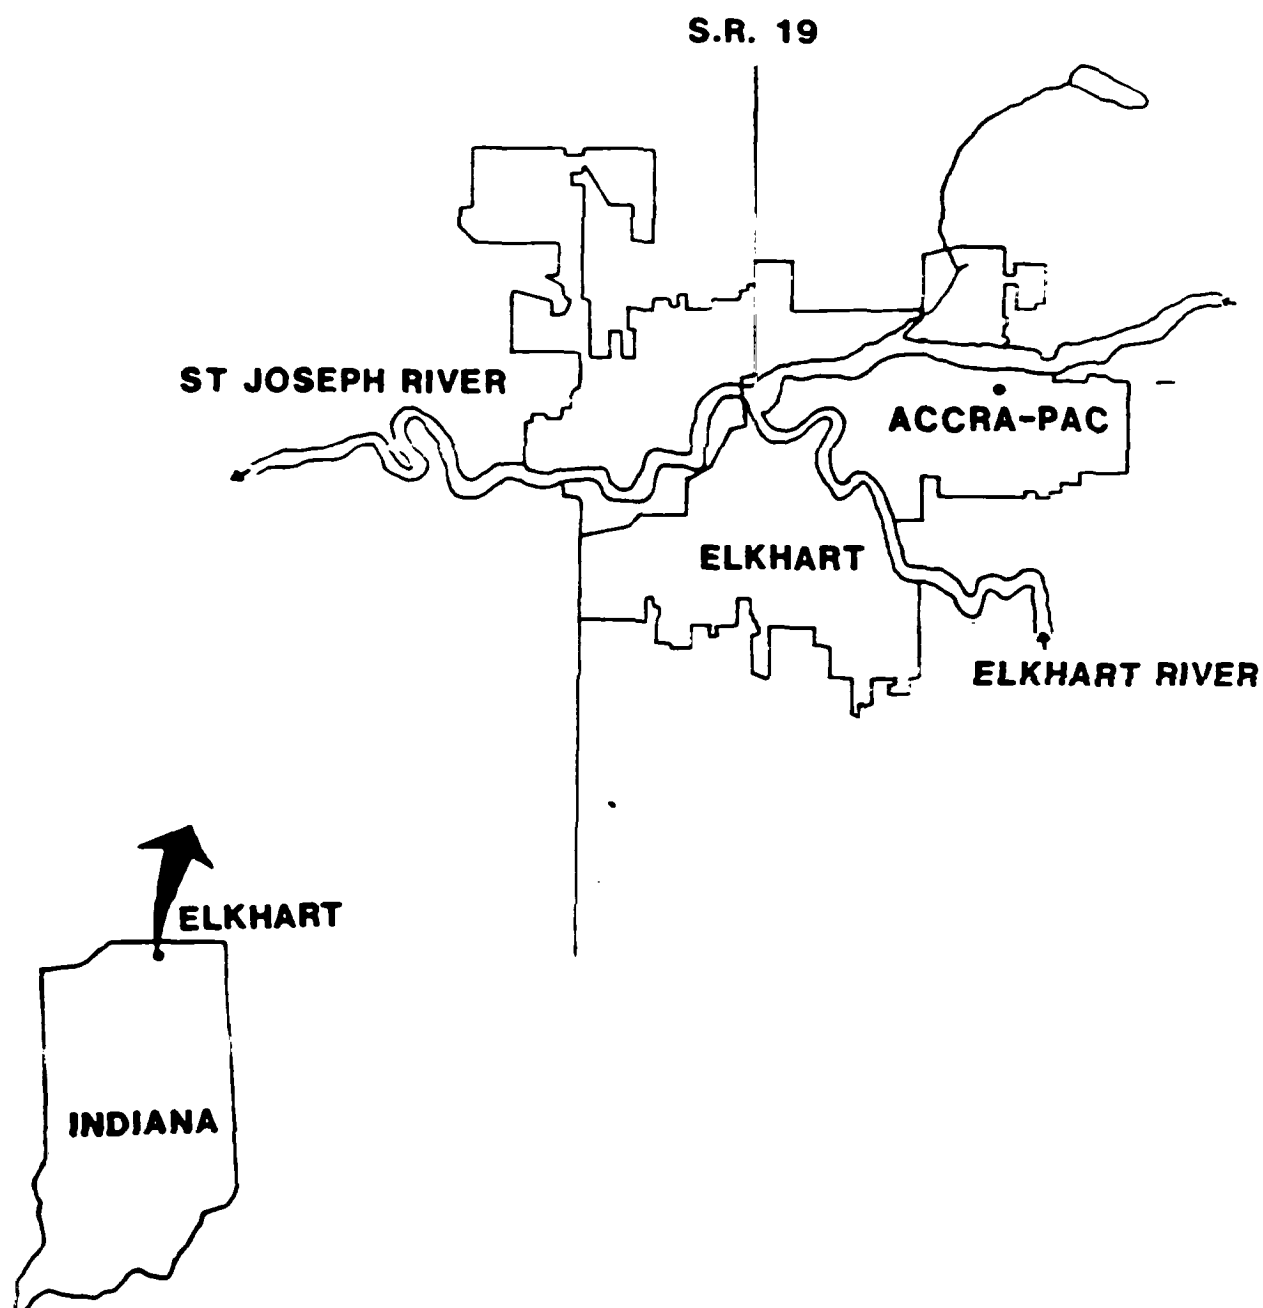 S.R. 19
ST JOSEPH RIVER
ACCRA-PAC
ELKHART
ELKHART RIVER
ELKHART
INDIANA